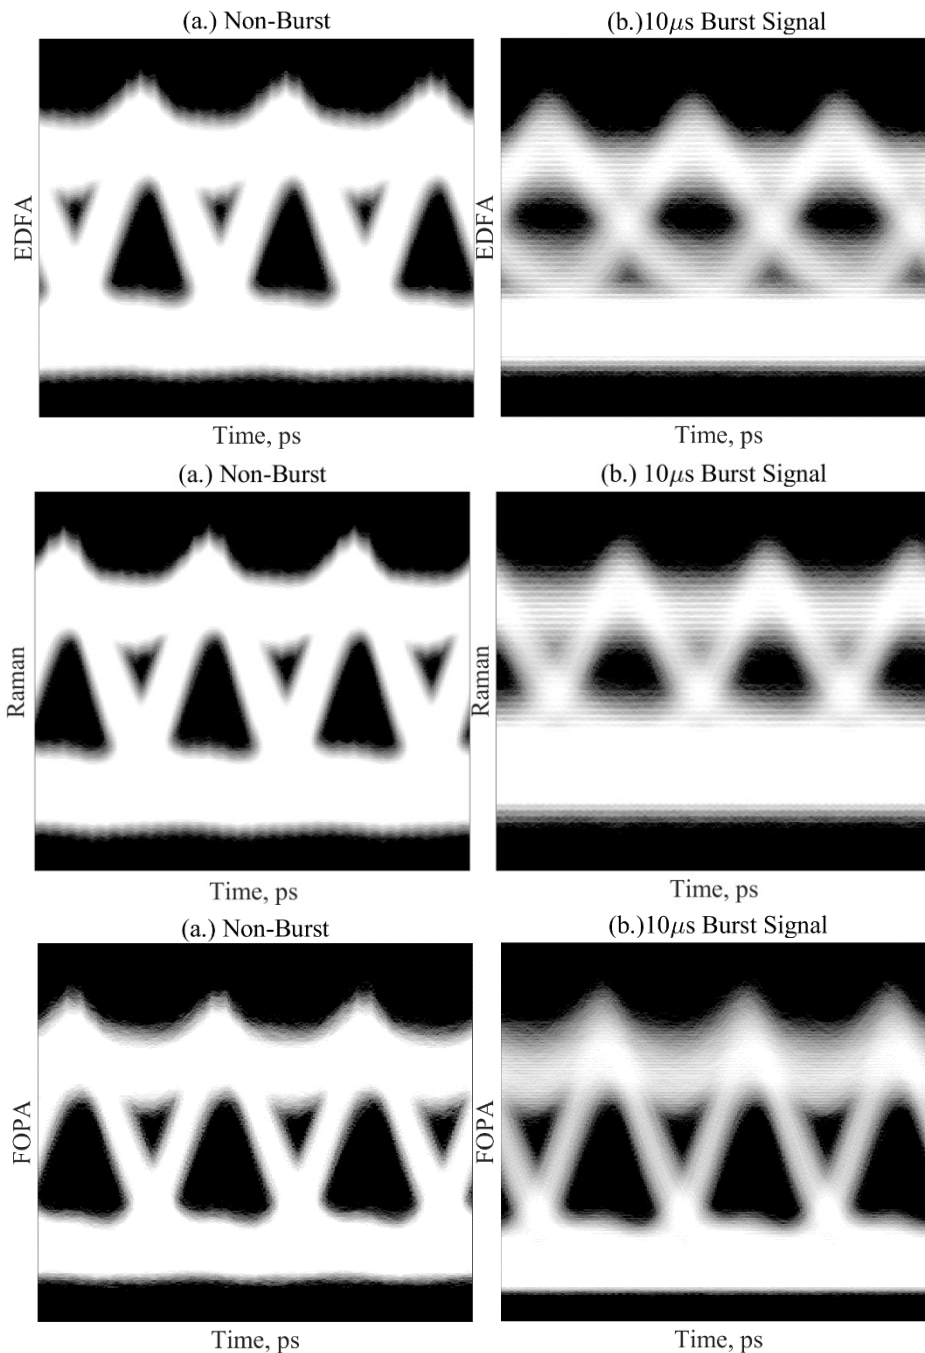 (a.) Non-Burst
(b.)10μs Burst Signal
EDFA
EDFA
Time, ps
Time, ps
(a.) Non-Burst
(b.) 10μs Burst Signal
Raman
Raman
Time, ps
Time, ps
(a.) Non-Burst
(b.)10μs Burst Signal
FOPA
FOPA
Time, ps
Time, ps